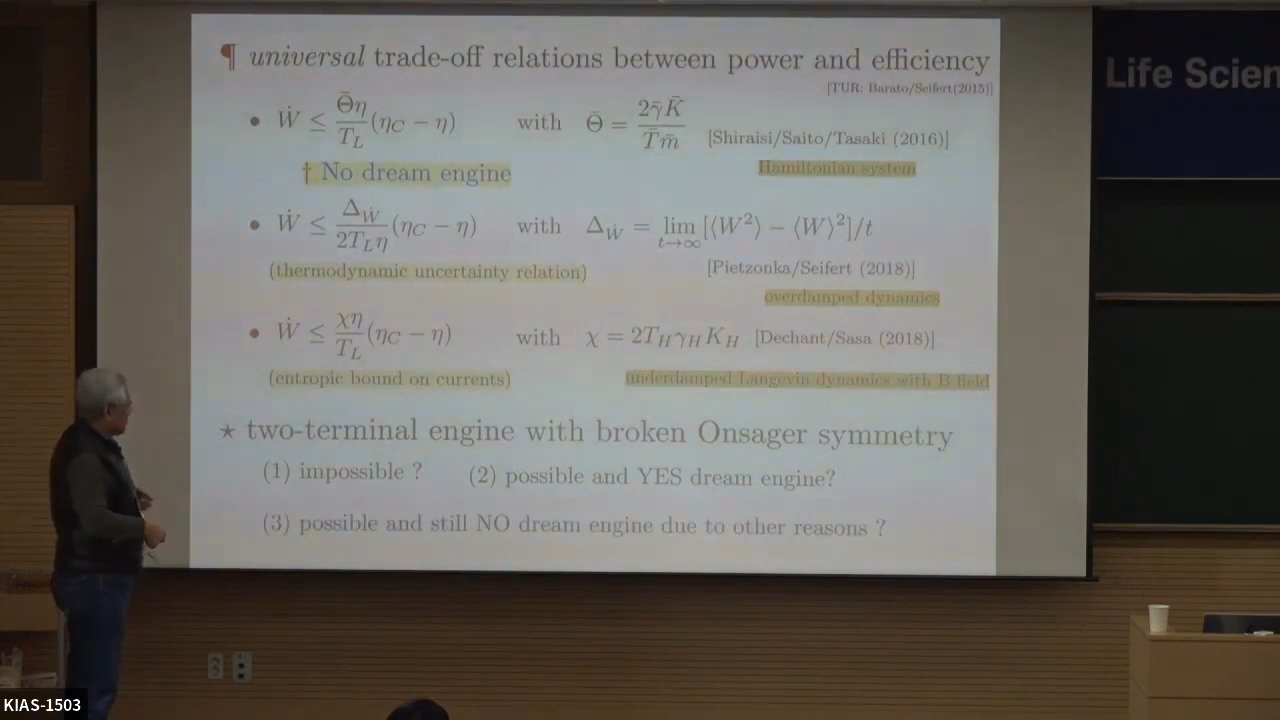 ¶ universal trade-off relations between power and efficiency
[TUR: Barato/Seifert(2015)]
• Ẇ ≤ Θ̄η/T_L (η_C − η) with Θ̄ = 2γ̄K̄/T̄m̄ [Shiraisi/Saito/Tasaki (2016)]
† No dream engine
Hamiltonian system
• Ẇ ≤ Δ_Ẇ/2T_Lη (η_C − η) with Δ_Ẇ = lim_{t→∞}[⟨W²⟩ − ⟨W⟩²]/t
(thermodynamic uncertainty relation)
[Pietzonka/Seifert (2018)]
overdamped dynamics
• Ẇ ≤ χη/T_L (η_C − η) with χ = 2T_Hγ_HK_H [Dechant/Sasa (2018)]
(entropic bound on currents)
underdamped Langevin dynamics with B field
⋆ two-terminal engine with broken Onsager symmetry
(1) impossible ? (2) possible and YES dream engine?
(3) possible and still NO dream engine due to other reasons ?
Life Scien
KIAS-1503